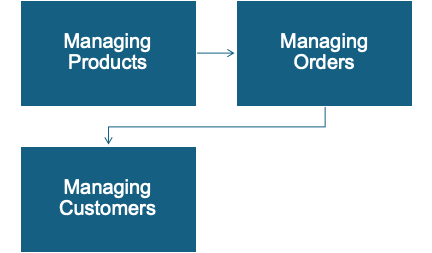 Managing
Products
Managing
Orders
Managing
Customers